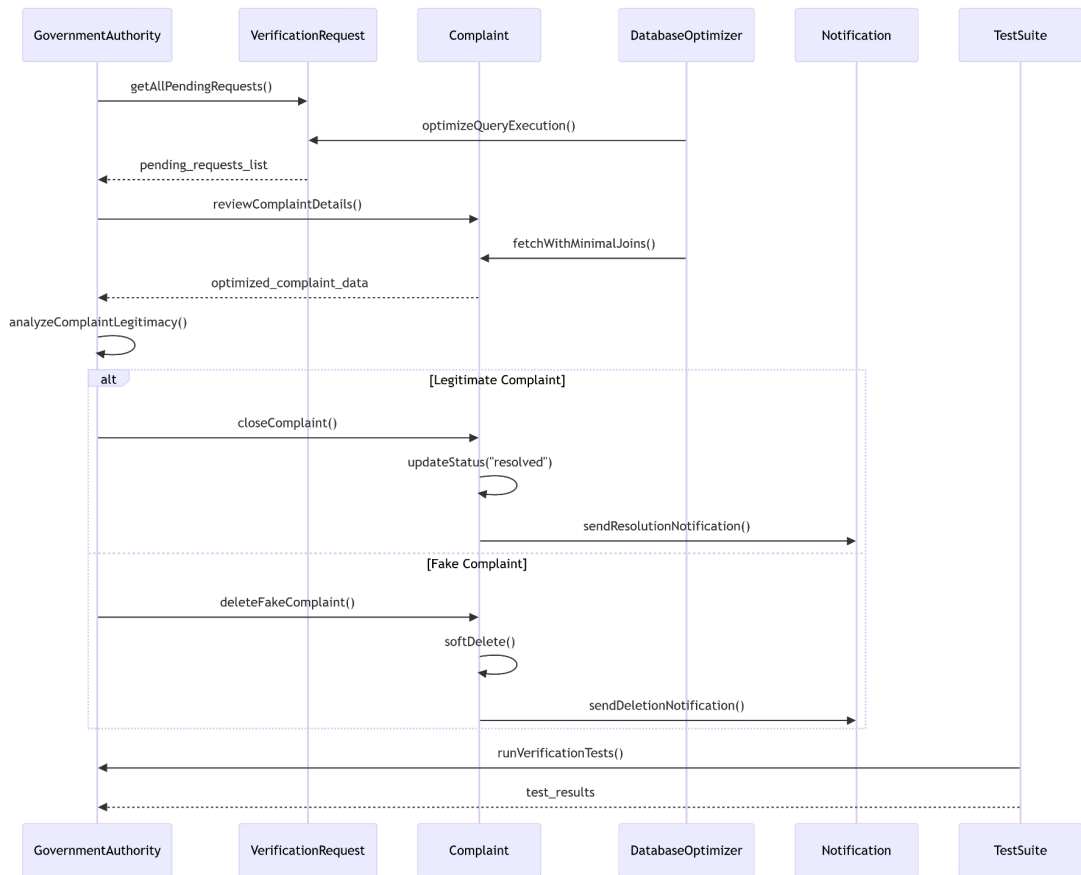 GovernmentAuthority
VerificationRequest
Complaint
DatabaseOptimizer
Notification
TestSuite
getAllPendingRequests()
optimizeQueryExecution()
pending_requests_list
reviewComplaintDetails()
fetchWithMinimalJoins()
optimized_complaint_data
analyzeComplaintLegitimacy()
alt
[Legitimate Complaint]
closeComplaint()
updateStatus("resolved")
sendResolutionNotification()
[Fake Complaint]
deleteFakeComplaint()
softDelete()
sendDeletionNotification()
runVerificationTests()
test_results
GovernmentAuthority
VerificationRequest
Complaint
DatabaseOptimizer
Notification
TestSuite